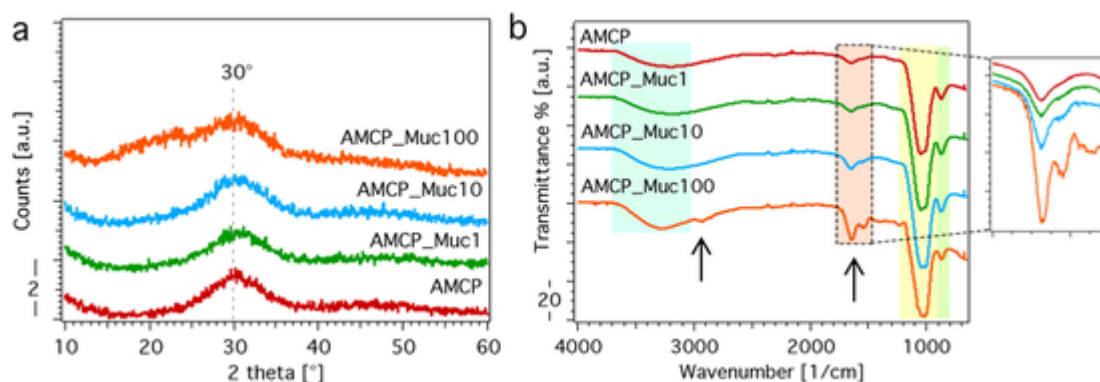 a
30°
AMCP_Muc100
AMCP_Muc10
AMCP_Muc1
AMCP
Counts [a.u.]
2
10 20 30 40 50 60
2 theta [°]
b
AMCP
AMCP_Muc1
AMCP_Muc10
AMCP_Muc100
Transmittance % [a.u.]
20
4000 3000 2000 1000
Wavenumber [1/cm]